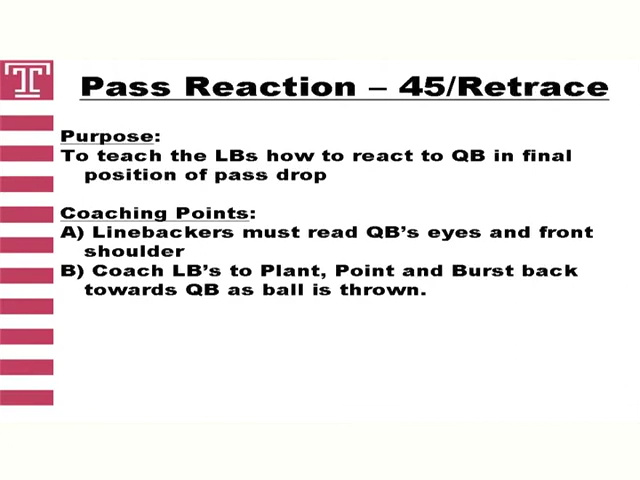 T
Pass Reaction – 45/Retrace
Purpose:
To teach the LBs how to react to QB in final
position of pass drop
Coaching Points:
A) Linebackers must read QB's eyes and front
shoulder
B) Coach LB's to Plant, Point and Burst back
towards QB as ball is thrown.